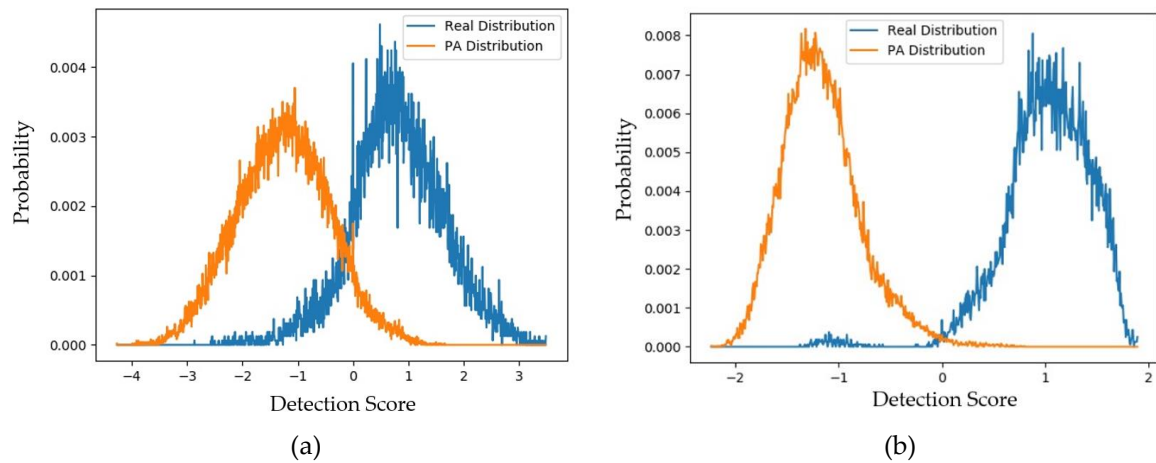 Real Distribution
PA Distribution
0.004
0.003
0.002
0.001
0.000
Probability
−4 −3 −2 −1 0 1 2 3
Detection Score
(a)
Real Distribution
PA Distribution
0.008
0.007
0.006
0.005
0.004
0.003
0.002
0.001
0.000
Probability
−2 −1 0 1 2
Detection Score
(b)